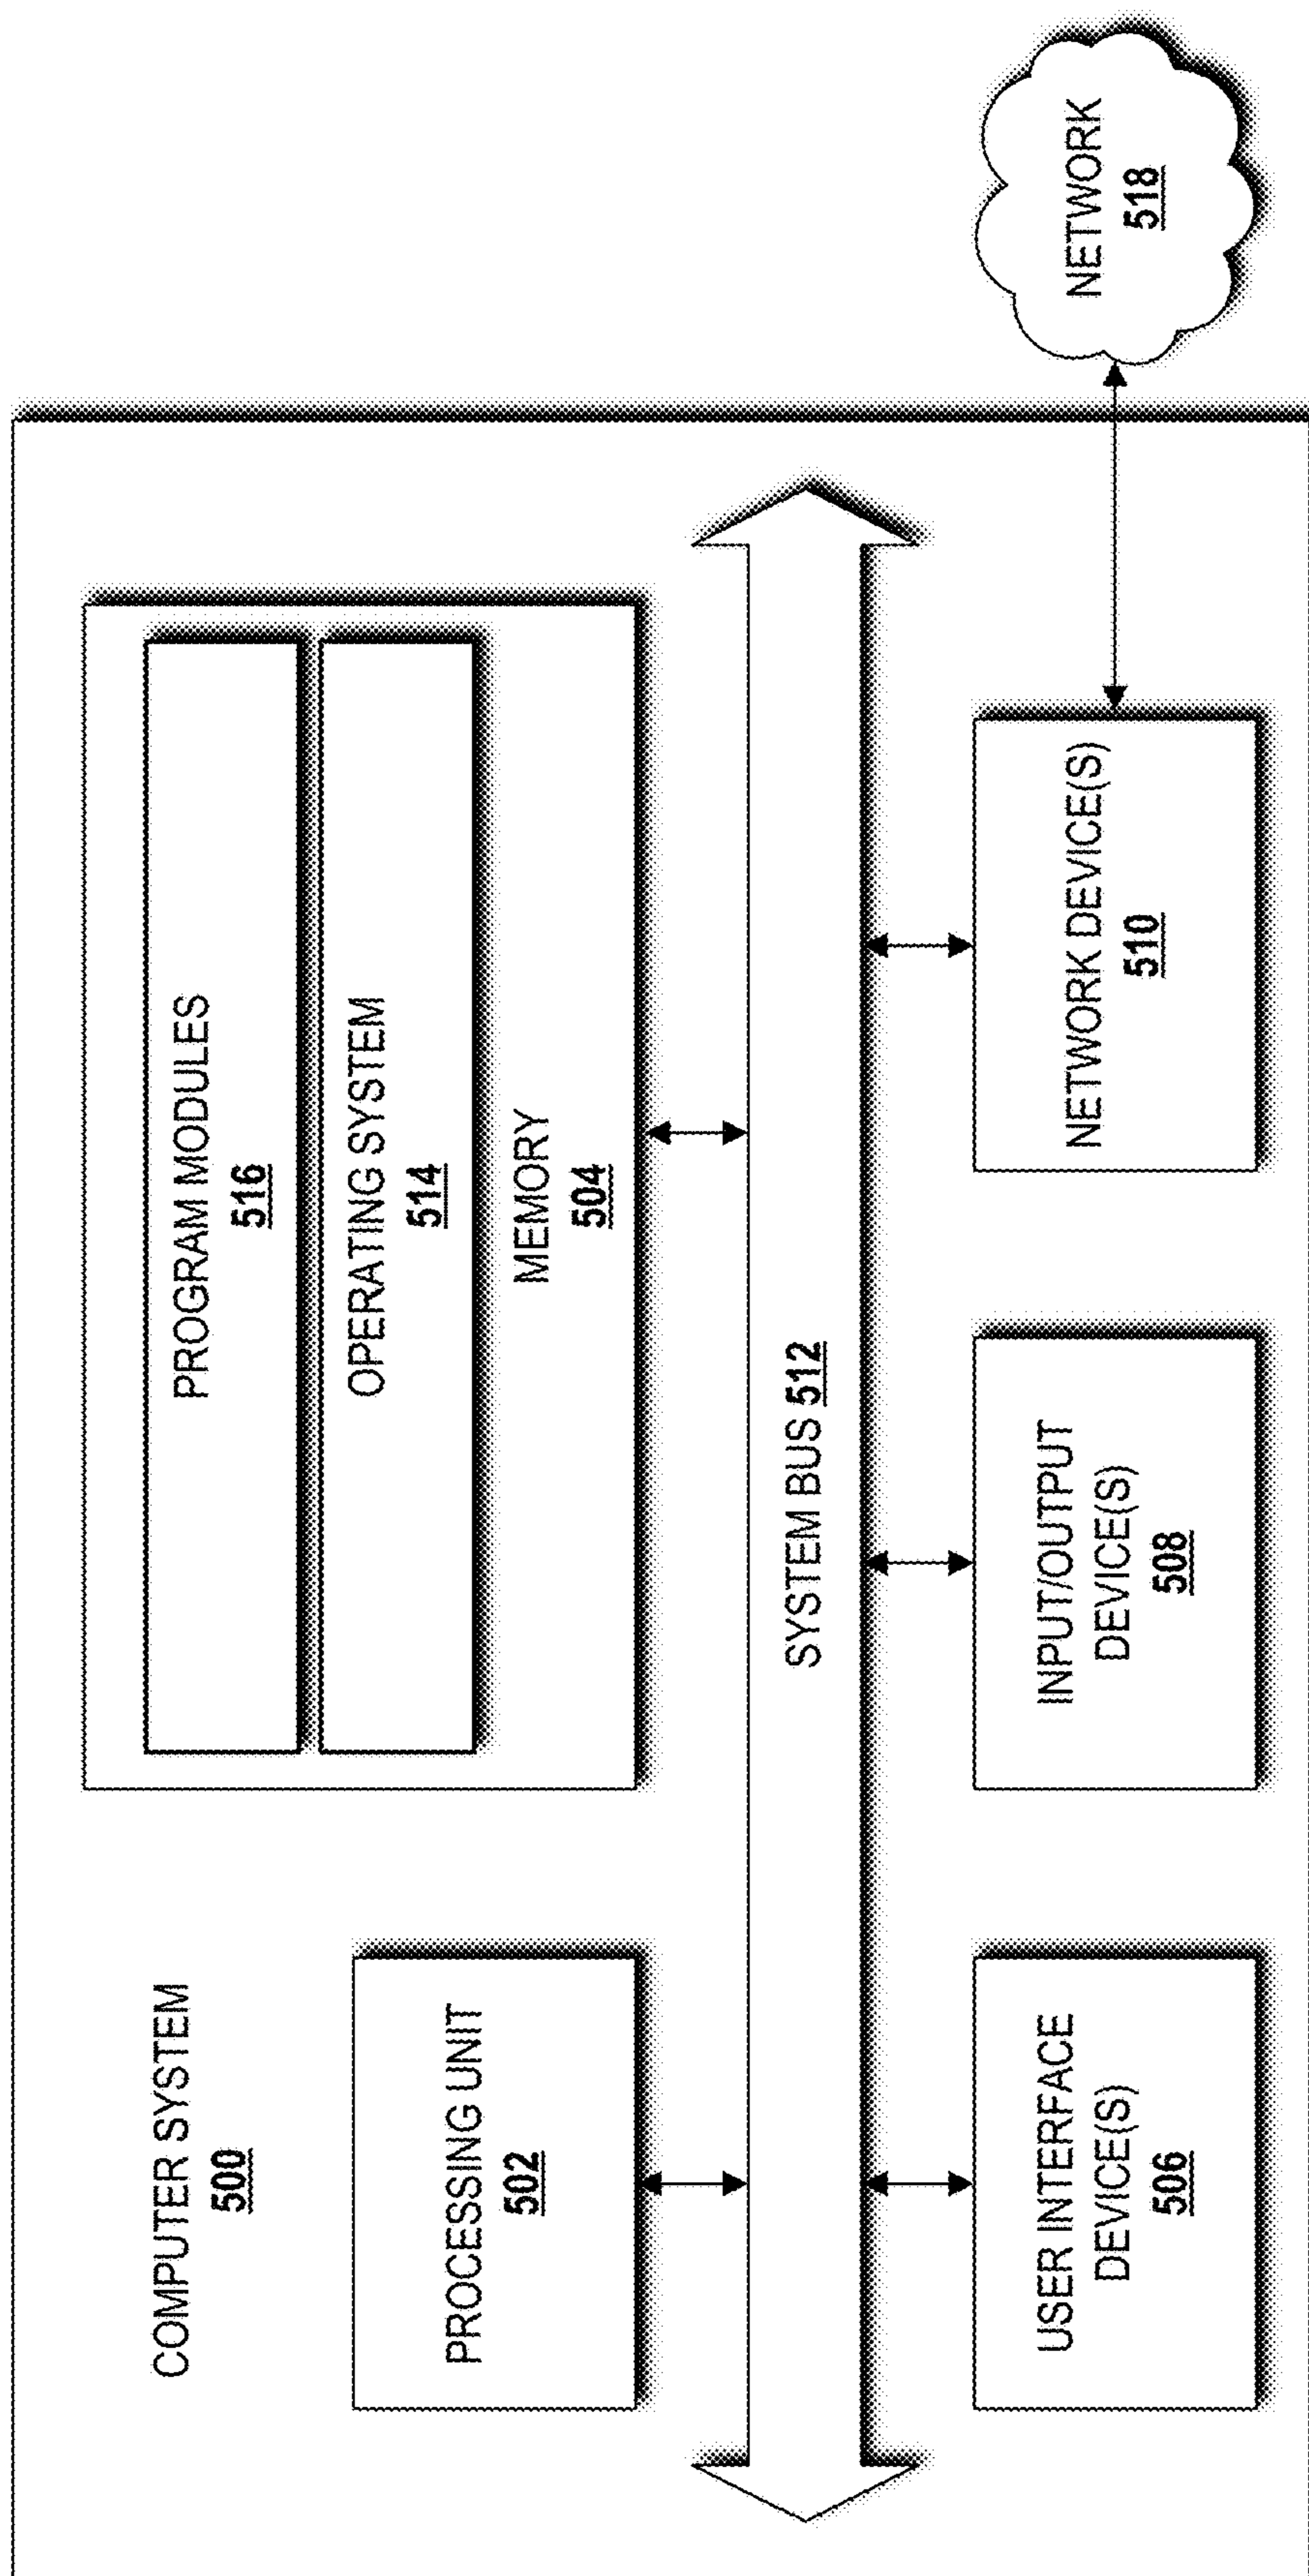 COMPUTER SYSTEM
500
PROCESSING UNIT
502
PROGRAM MODULES
516
OPERATING SYSTEM
514
MEMORY
504
SYSTEM BUS 512
USER INTERFACE
DEVICE(S)
506
INPUT/OUTPUT
DEVICE(S)
508
NETWORK DEVICE(S)
510
NETWORK
518